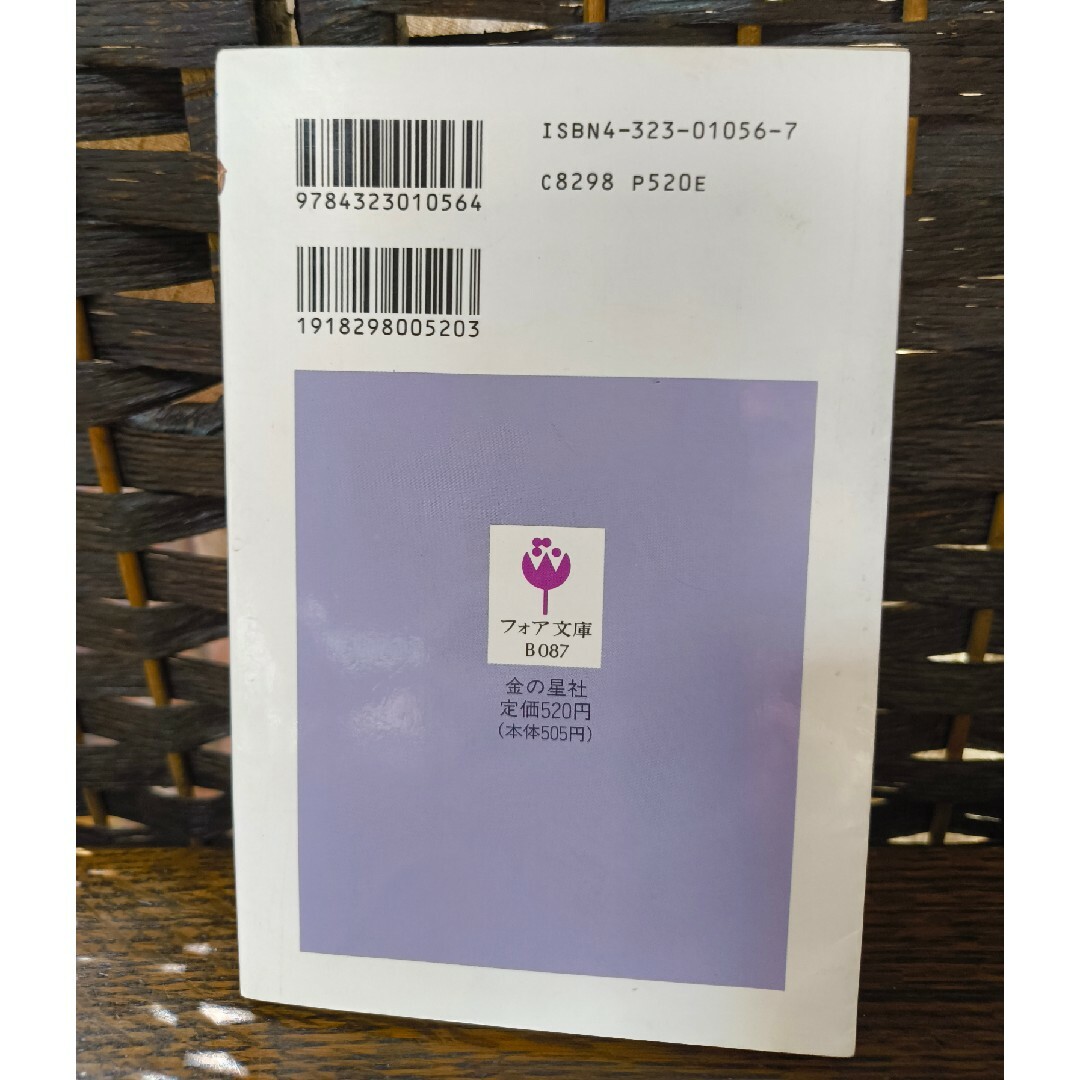 ISBN4-323-01056-7
C8298 P520E
9784323010564
1918298005203
フォア文庫
B087
金の星社
定価520円
(本体505円)